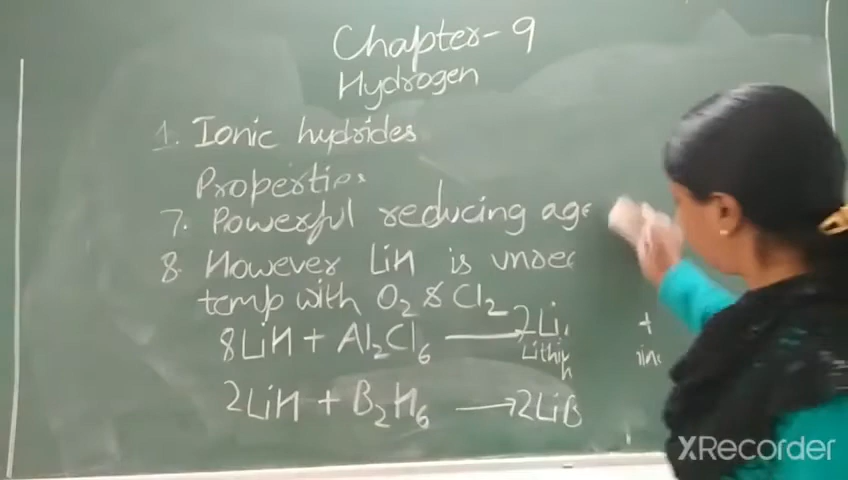 Chapter-9
Hydrogen
1. Ionic hydrides
Properties
7. Powerful reducing age
8. However LiH is
temp with O2 & Cl2
8LiH + Al2Cl6 ⟶ 2Li +
2LiH + B2H6 ⟶ 2LiB
XRecorder